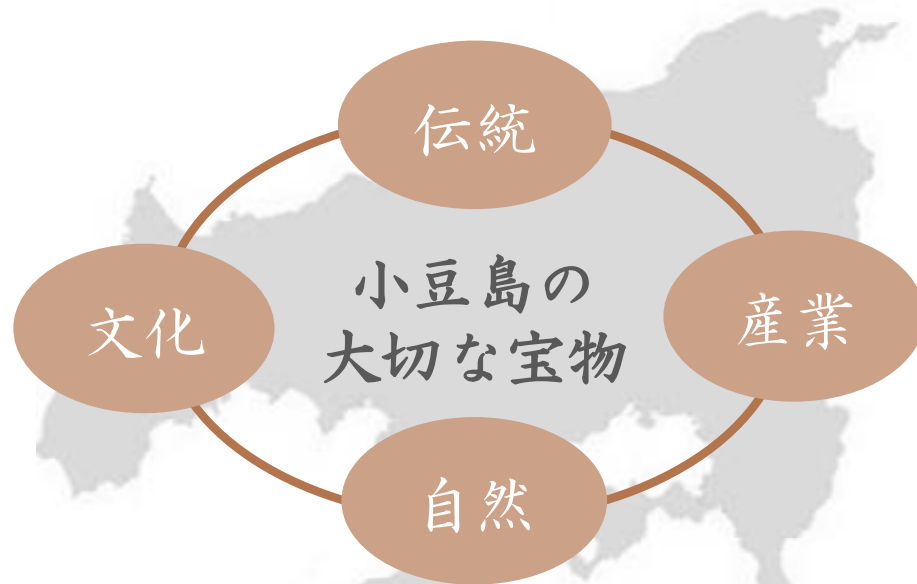 伝統
小豆島の
大切な宝物
文化
産業
自然